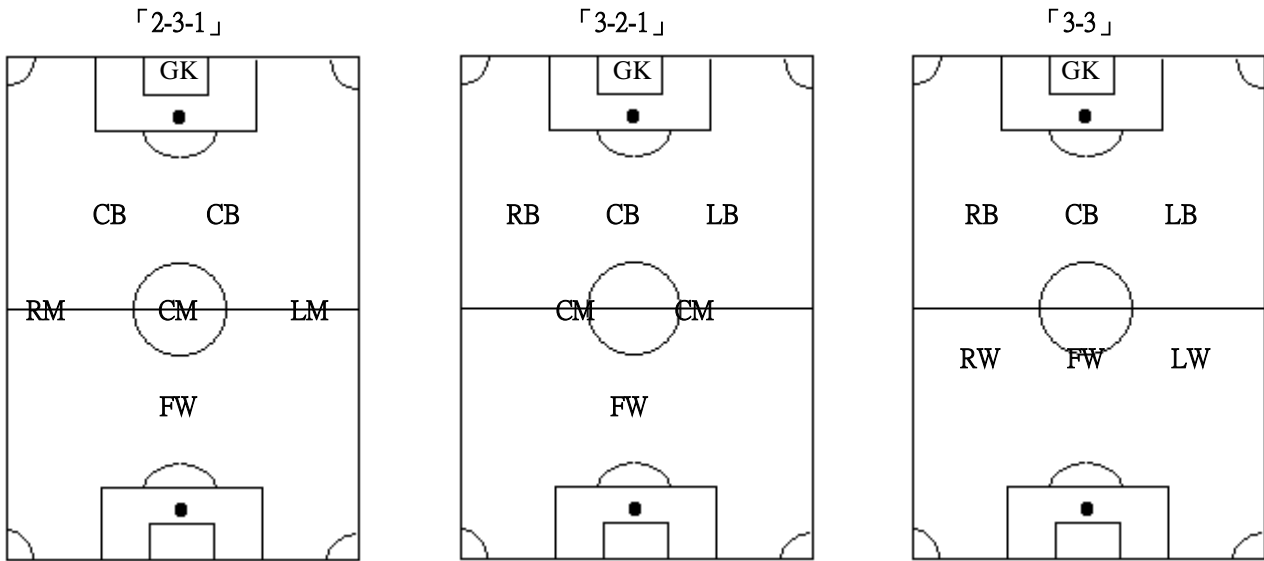 「2-3-1」
GK
CB CB
RM CM LM
FW
「3-2-1」
GK
RB CB LB
CM CM
FW
「3-3」
GK
RB CB LB
RW FW LW